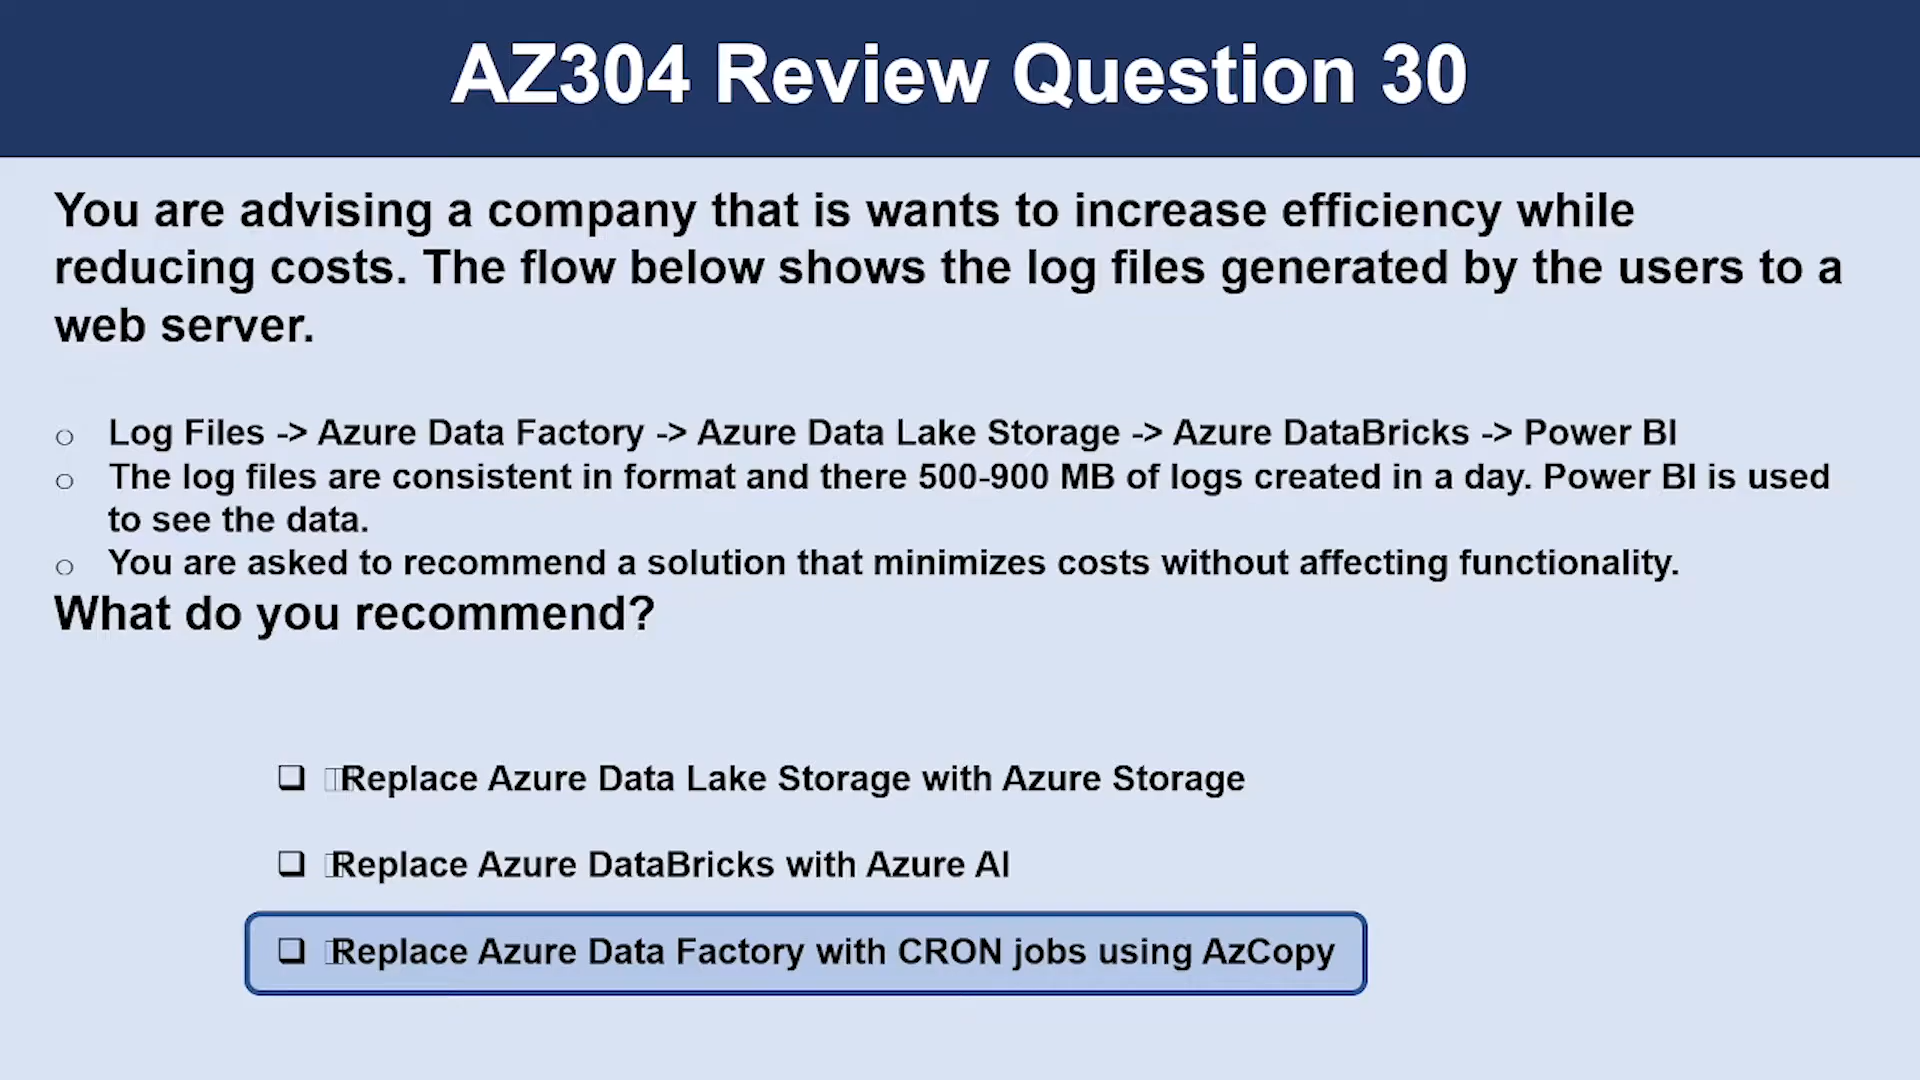 AZ304 Review Question 30
You are advising a company that is wants to increase efficiency while
reducing costs. The flow below shows the log files generated by the users to a
web server.
Log Files -> Azure Data Factory -> Azure Data Lake Storage -> Azure DataBricks -> Power BI
The log files are consistent in format and there 500-900 MB of logs created in a day. Power BI is used
to see the data.
You are asked to recommend a solution that minimizes costs without affecting functionality.
What do you recommend?
Replace Azure Data Lake Storage with Azure Storage
Replace Azure DataBricks with Azure AI
Replace Azure Data Factory with CRON jobs using AzCopy